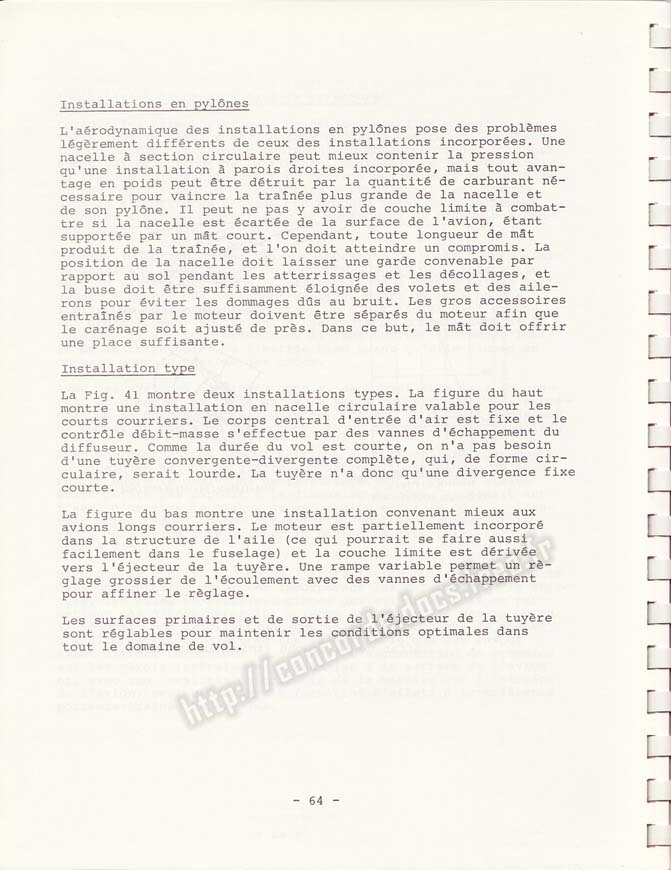 Installations en pylônes
L'aérodynamique des installations en pylônes pose des problèmes
légèrement différents de ceux des installations incorporées. Une
nacelle à section circulaire peut mieux contenir la pression
qu'une installation à parois droites incorporée, mais tout avan-
tage en poids peut être détruit par la quantité de carburant né-
cessaire pour vaincre la traînée plus grande de la nacelle et
de son pylône. Il peut ne pas y avoir de couche limite à combat-
tre si la nacelle est écartée de la surface de l'avion, étant
supportée par un mât court. Cependant, toute longueur de mât
produit de la traînée, et l'on doit atteindre un compromis. La
position de la nacelle doit laisser une garde convenable par
rapport au sol pendant les atterrissages et les décollages, et
la buse doit être suffisamment éloignée des volets et des aile-
rons pour éviter les dommages dûs au bruit. Les gros accessoires
entraînés par le moteur doivent être séparés du moteur afin que
le carénage soit ajusté de près. Dans ce but, le mât doit offrir
une place suffisante.
Installation type
La Fig. 41 montre deux installations types. La figure du haut
montre une installation en nacelle circulaire valable pour les
courts courriers. Le corps central d'entrée d'air est fixe et le
contrôle débit-masse s'effectue par des vannes d'échappement du
diffuseur. Comme la durée du vol est courte, on n'a pas besoin
d'une tuyère convergente-divergente complète, qui, de forme cir-
culaire, serait lourde. La tuyère n'a donc qu'une divergence fixe
courte.
La figure du bas montre une installation convenant mieux aux
avions longs courriers. Le moteur est partiellement incorporé
dans la structure de l'aile (ce qui pourrait se faire aussi
facilement dans le fuselage) et la couche limite est dérivée
vers l'éjecteur de la tuyère. Une rampe variable permet un rè-
glage grossier de l'écoulement avec des vannes d'échappement
pour affiner le règlage.
Les surfaces primaires et de sortie de l'éjecteur de la tuyère
sont réglables pour maintenir les conditions optimales dans
tout le domaine de vol.
- 64 -